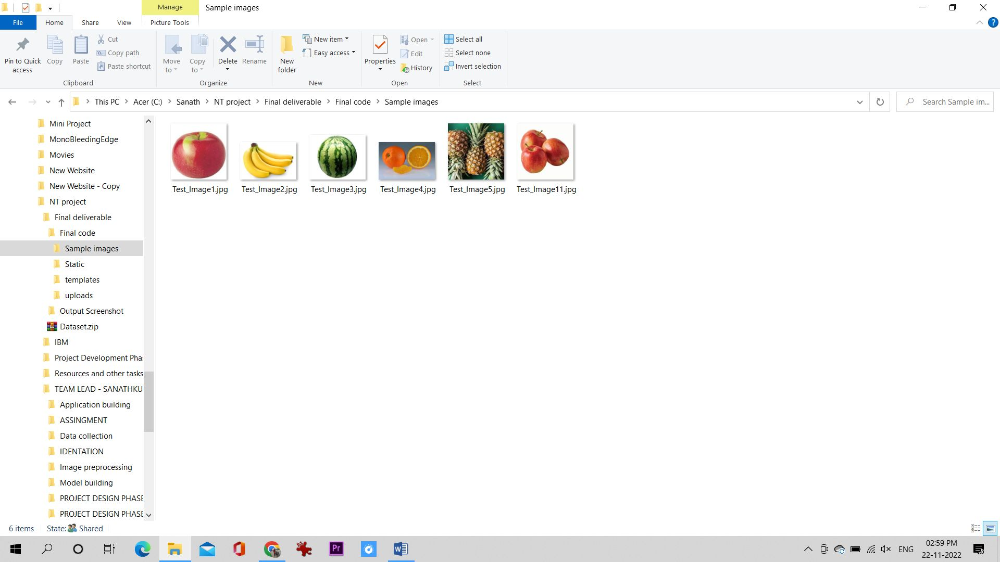 Manage
Sample images
File
Home
Share
View
Picture Tools
Pin to Quick access
Copy
Paste
Cut
Copy path
Paste shortcut
Clipboard
Move to
Copy to
Delete
Rename
Organize
New folder
New item
Easy access
New
Properties
Open
Edit
History
Open
Select all
Select none
Invert selection
Select
This PC > Acer (C:) > Sanath > NT project > Final deliverable > Final code > Sample images
Search Sample im...
Mini Project
MonoBleedingEdge
Movies
New Website
New Website - Copy
NT project
Final deliverable
Final code
Sample images
Static
templates
uploads
Output Screenshot
Dataset.zip
IBM
Project Development Phas
Resources and other tasks
TEAM LEAD - SANATHKU
Application building
ASSINGMENT
Data collection
IDENTATION
Image preprocessing
Model building
PROJECT DESIGN PHASE
PROJECT DESIGN PHASE
Test_Image1.jpg
Test_Image2.jpg
Test_Image3.jpg
Test_Image4.jpg
Test_Image5.jpg
Test_Image11.jpg
6 items
State: Shared
Pr
ENG
02:59 PM
22-11-2022